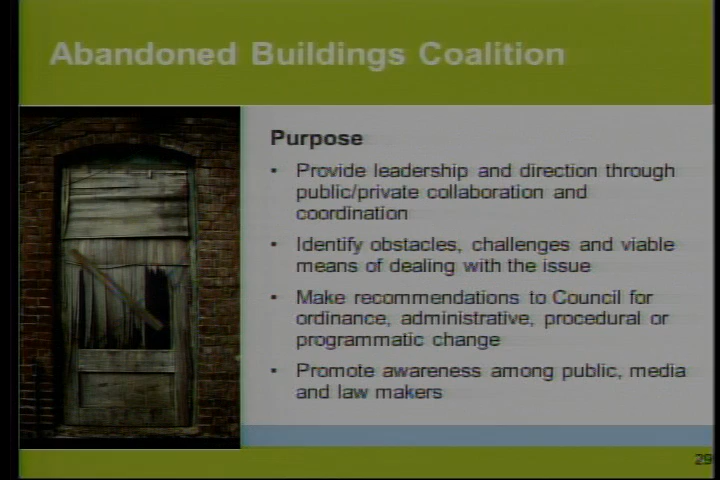 Abandoned Buildings Coalition
Purpose
• Provide leadership and direction through
public/private collaboration and
coordination
• Identify obstacles, challenges and viable
means of dealing with the issue
• Make recommendations to Council for
ordinance, administrative, procedural or
programmatic change
• Promote awareness among public, media
and law makers
29